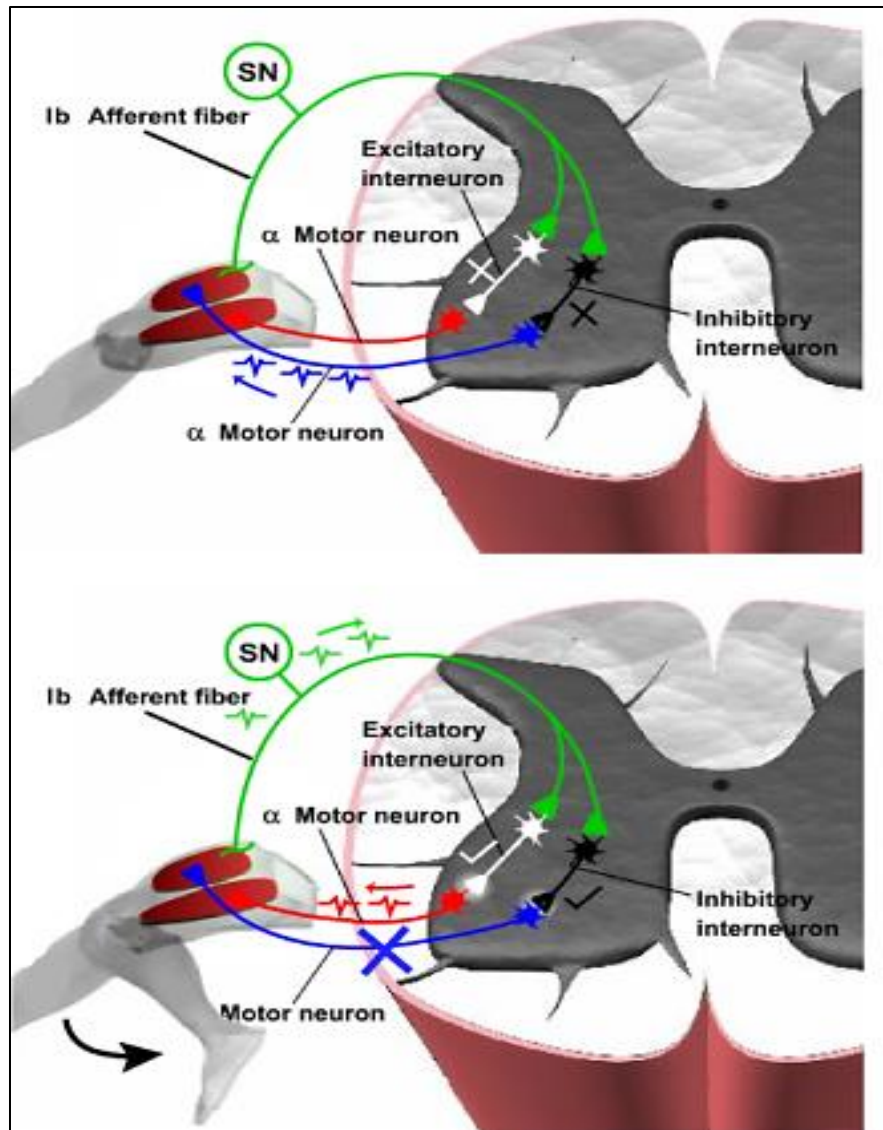 SN
Ib Afferent fiber
Excitatory
interneuron
α Motor neuron
Inhibitory
interneuron
α Motor neuron
SN
Ib Afferent fiber
Excitatory
interneuron
α Motor neuron
Inhibitory
interneuron
Motor neuron